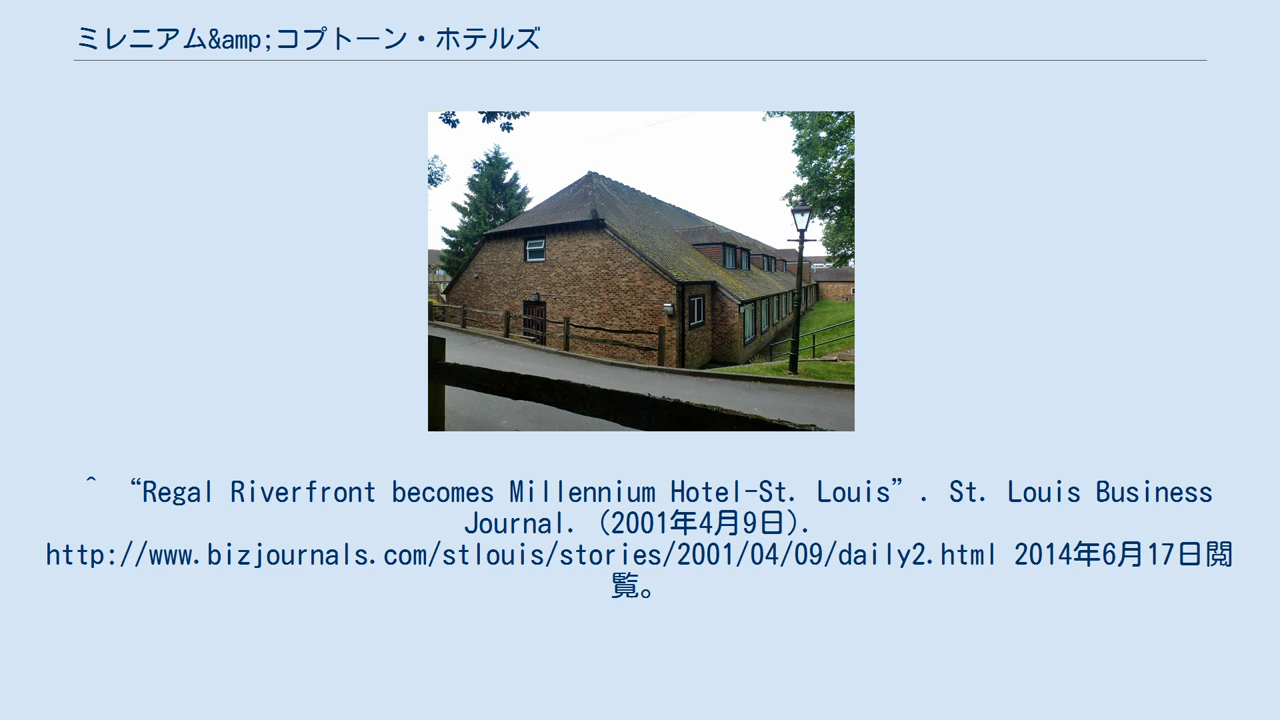 ミレニアム&amp;コプトーン・ホテルズ
^ “Regal Riverfront becomes Millennium Hotel-St. Louis”. St. Louis Business
Journal. (2001年4月9日).
http://www.bizjournals.com/stlouis/stories/2001/04/09/daily2.html 2014年6月17日閲
覧。